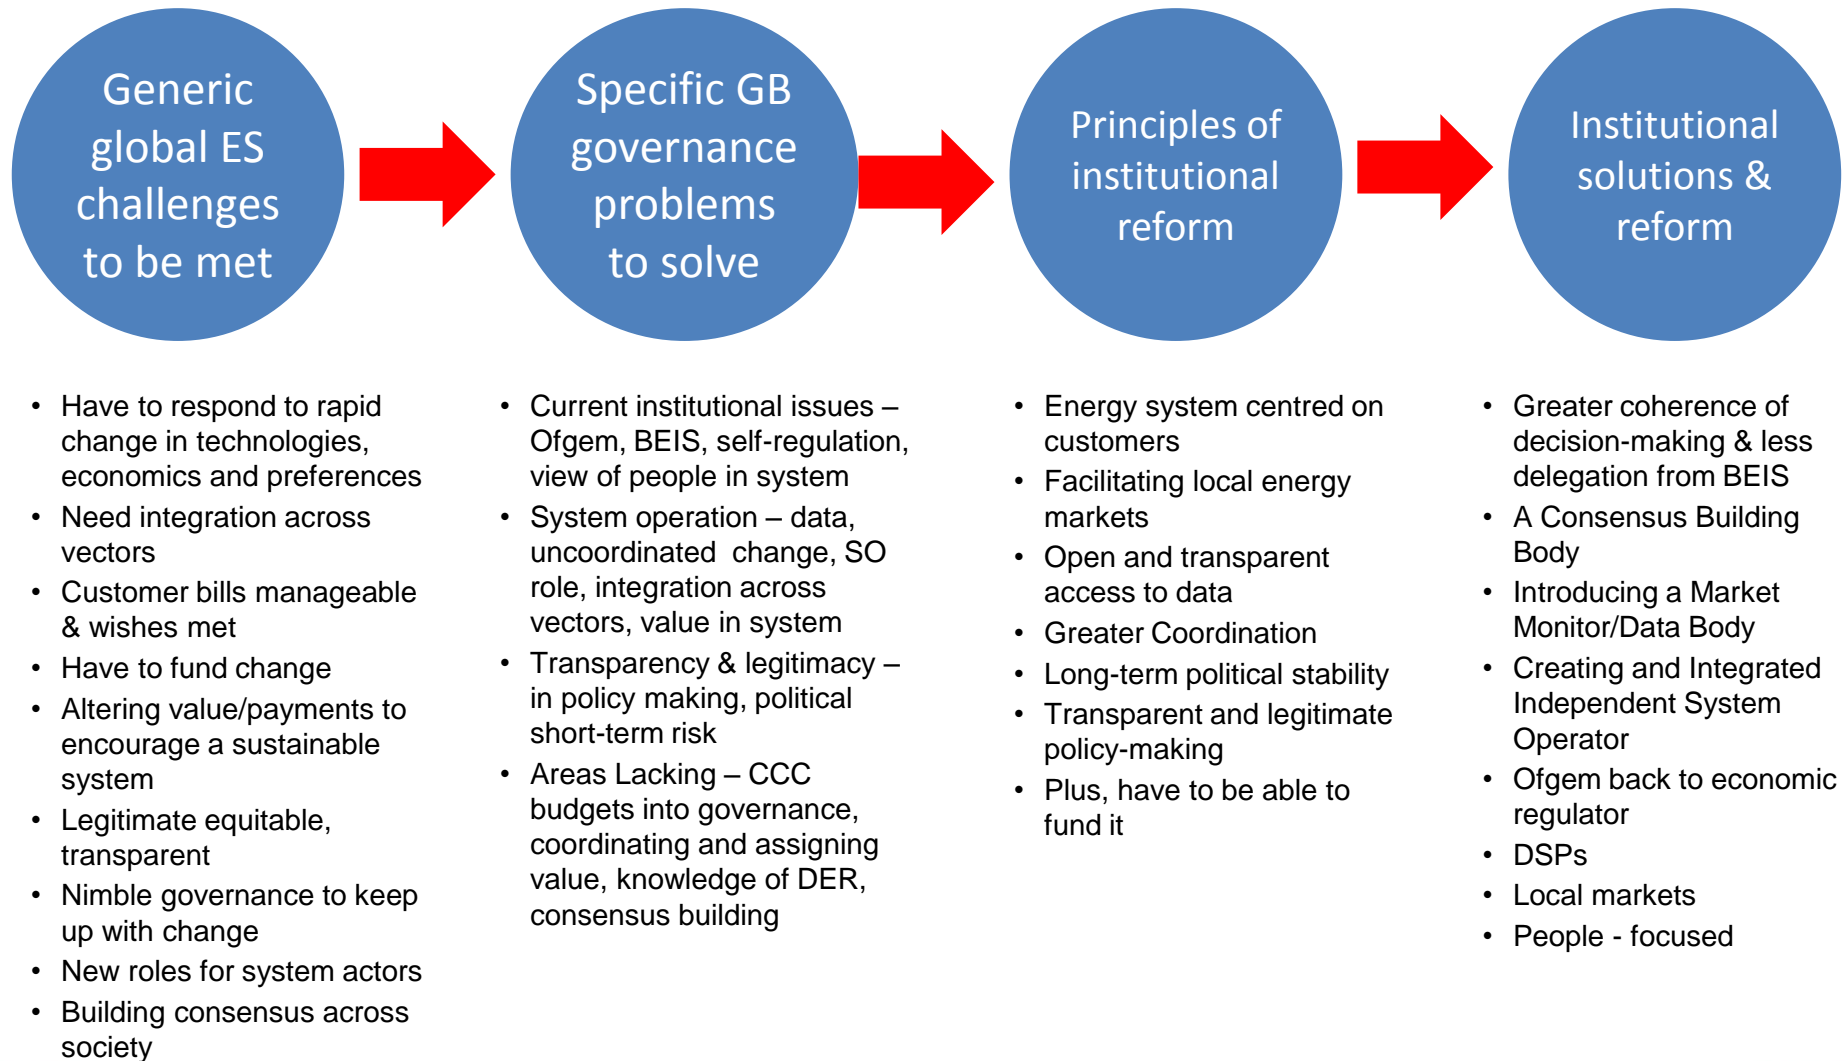 Generic
global ES
challenges
to be met
Specific GB
governance
problems
to solve
Principles of
institutional
reform
Institutional
solutions &
reform
• Have to respond to rapid
change in technologies,
economics and preferences
• Need integration across
vectors
• Customer bills manageable
& wishes met
• Have to fund change
• Altering value/payments to
encourage a sustainable
system
• Legitimate equitable,
transparent
• Nimble governance to keep
up with change
• New roles for system actors
• Building consensus across
society
• Current institutional issues –
Ofgem, BEIS, self-regulation,
view of people in system
• System operation – data,
uncoordinated change, SO
role, integration across
vectors, value in system
• Transparency & legitimacy –
in policy making, political
short-term risk
• Areas Lacking – CCC
budgets into governance,
coordinating and assigning
value, knowledge of DER,
consensus building
• Energy system centred on
customers
• Facilitating local energy
markets
• Open and transparent
access to data
• Greater Coordination
• Long-term political stability
• Transparent and legitimate
policy-making
• Plus, have to be able to
fund it
• Greater coherence of
decision-making & less
delegation from BEIS
• A Consensus Building
Body
• Introducing a Market
Monitor/Data Body
• Creating and Integrated
Independent System
Operator
• Ofgem back to economic
regulator
• DSPs
• Local markets
• People - focused